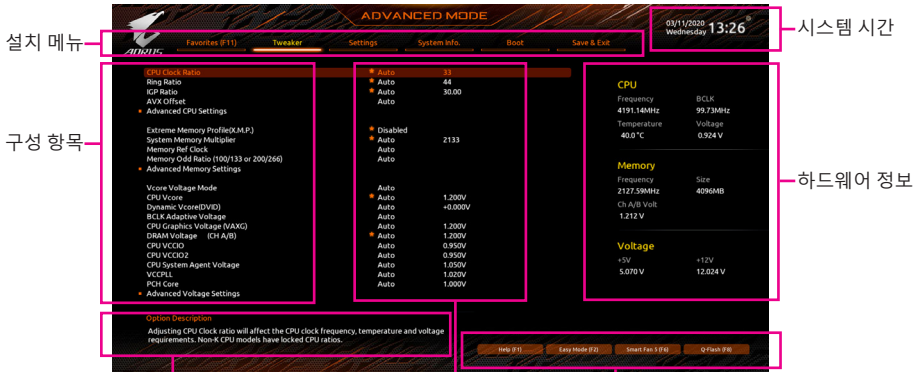 ADVANCED MODE
03/11/2020 13:26
Wednesday
시스템 시간
설치 메뉴
AORUS
Favorites (F11) Tweaker Settings System Info. Boot Save & Exit
구성 항목
CPU Clock Ratio Auto 33
Ring Ratio Auto 44
IGP Ratio Auto 30.00
AVX Offset Auto
Advanced CPU Settings
Extreme Memory Profile(X.M.P.) Disabled
System Memory Multiplier Auto 2133
Memory Ref Clock Auto
Memory Odd Ratio (100/133 or 200/266) Auto
Advanced Memory Settings
Vcore Voltage Mode Auto
CPU Vcore Auto 1.200V
Dynamic Vcore(DVID) Auto +0.000V
BCLK Adaptive Voltage Auto
CPU Graphics Voltage (VAXG) Auto 1.200V
DRAM Voltage (CH A/B) Auto 1.200V
CPU VCCIO Auto 0.950V
CPU VCCIO2 Auto 0.950V
CPU System Agent Voltage Auto 1.050V
VCCPLL Auto 1.020V
PCH Core Auto 1.000V
Advanced Voltage Settings
CPU
Frequency BCLK
4191.14MHz 99.73MHz
Temperature Voltage
40.0 °C 0.924 V
Memory
Frequency Size
2127.59MHz 4096MB
Ch A/B Volt
1.212 V
Voltage
+5V +12V
5.070 V 12.024 V
하드웨어 정보
Option Description
Adjusting CPU Clock ratio will affect the CPU clock frequency, temperature and voltage
requirements. Non-K CPU models have locked CPU ratios.
Help (F1) Easy Mode (F2) Smart Fan 5 (F6) Q-Flash (F8)